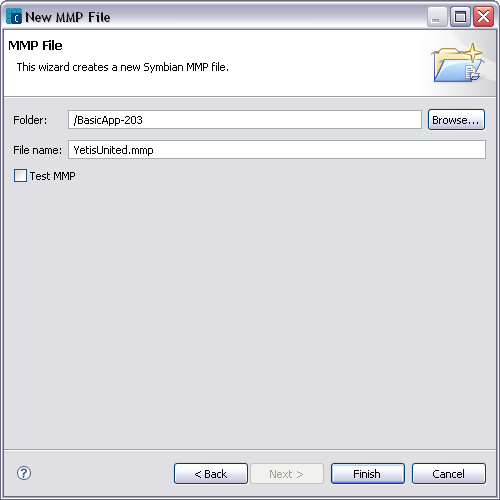 New MMP File
MMP File
This wizard creates a new Symbian MMP file.
Folder: /BasicApp-203 Browse...
File name: YetisUnited.mmp
Test MMP
< Back Next > Finish Cancel